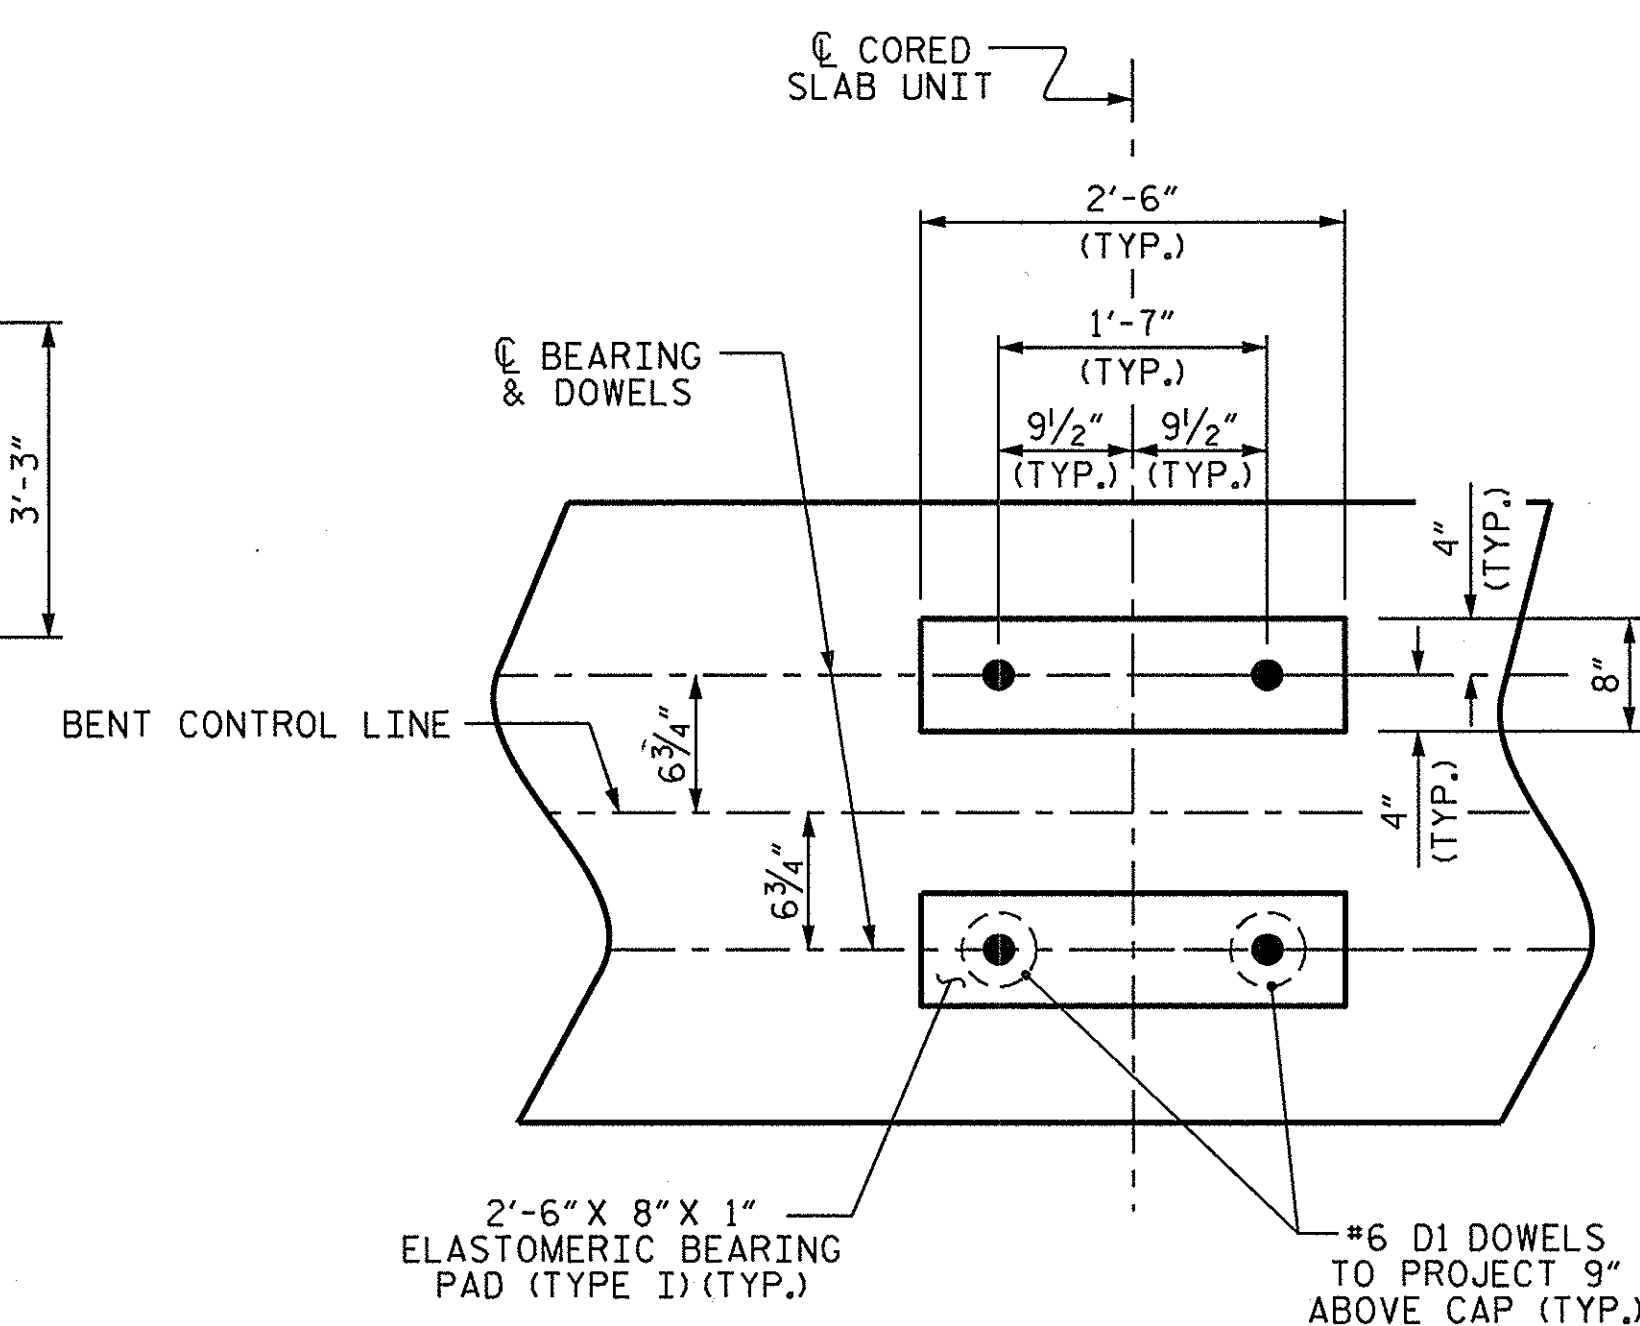 ℄ CORED
SLAB UNIT
2'-6"
(TYP.)
1'-7"
(TYP.)
℄ BEARING
& DOWELS
9½" 9½"
(TYP.) (TYP.)
3'-3"
4"
(TYP.)
8"
BENT CONTROL LINE
6¾"
4"
(TYP.)
6¾"
2'-6" X 8" X 1"
ELASTOMERIC BEARING
PAD (TYPE I) (TYP.)
#6 D1 DOWELS
TO PROJECT 9"
ABOVE CAP (TYP.)